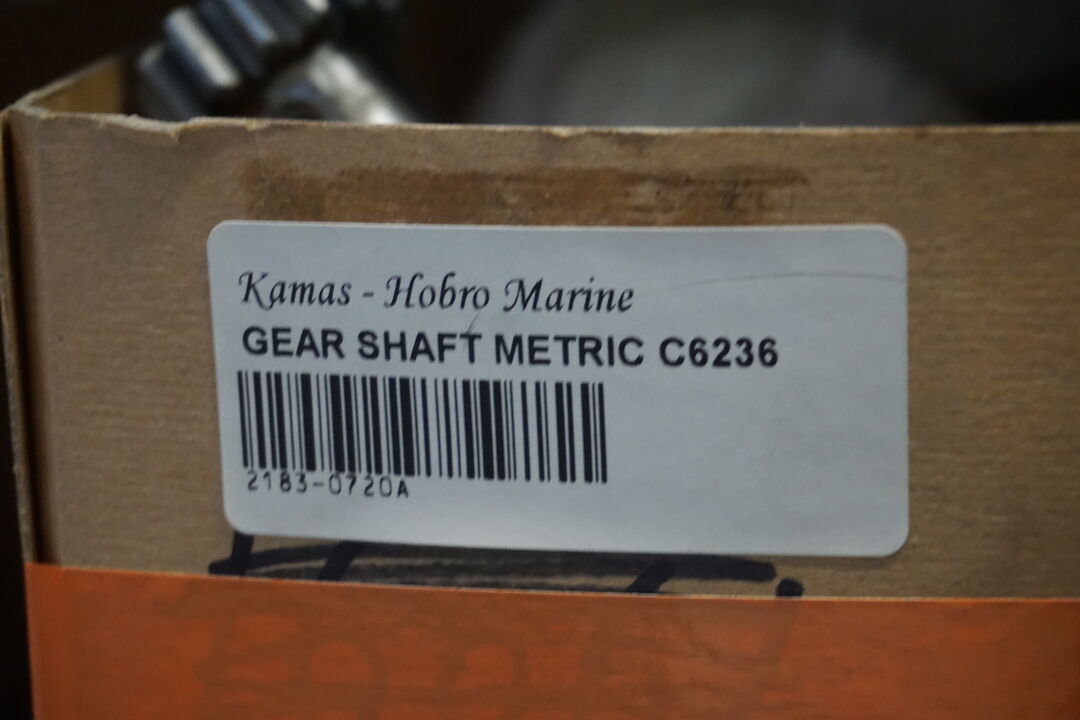 Kamas - Hobro Marine
GEAR SHAFT METRIC C6236
2183-0720A